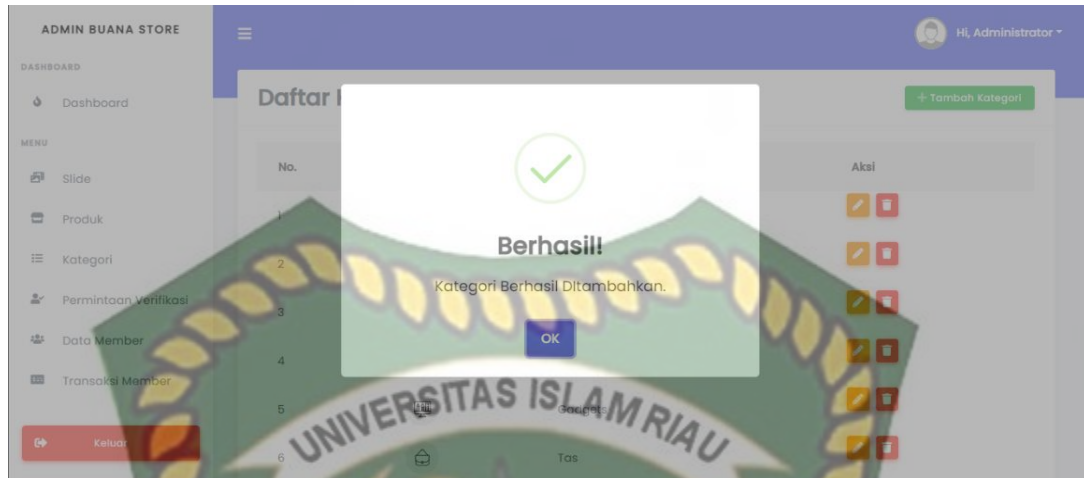 ADMIN BUANA STORE
Hi, Administrator
DASHBOARD
Dashboard
Daftar
+ Tambah Kategori
MENU
No.
Aksi
Slide
1
Produk
Berhasil!
Kategori
2
Kategori Berhasil DItambahkan.
Permintaan Verifikasi
3
OK
Data Member
4
Transaksi Member
UNIVERSITAS ISLAM RIAU
5
Gadgets
Keluar
6
Tas